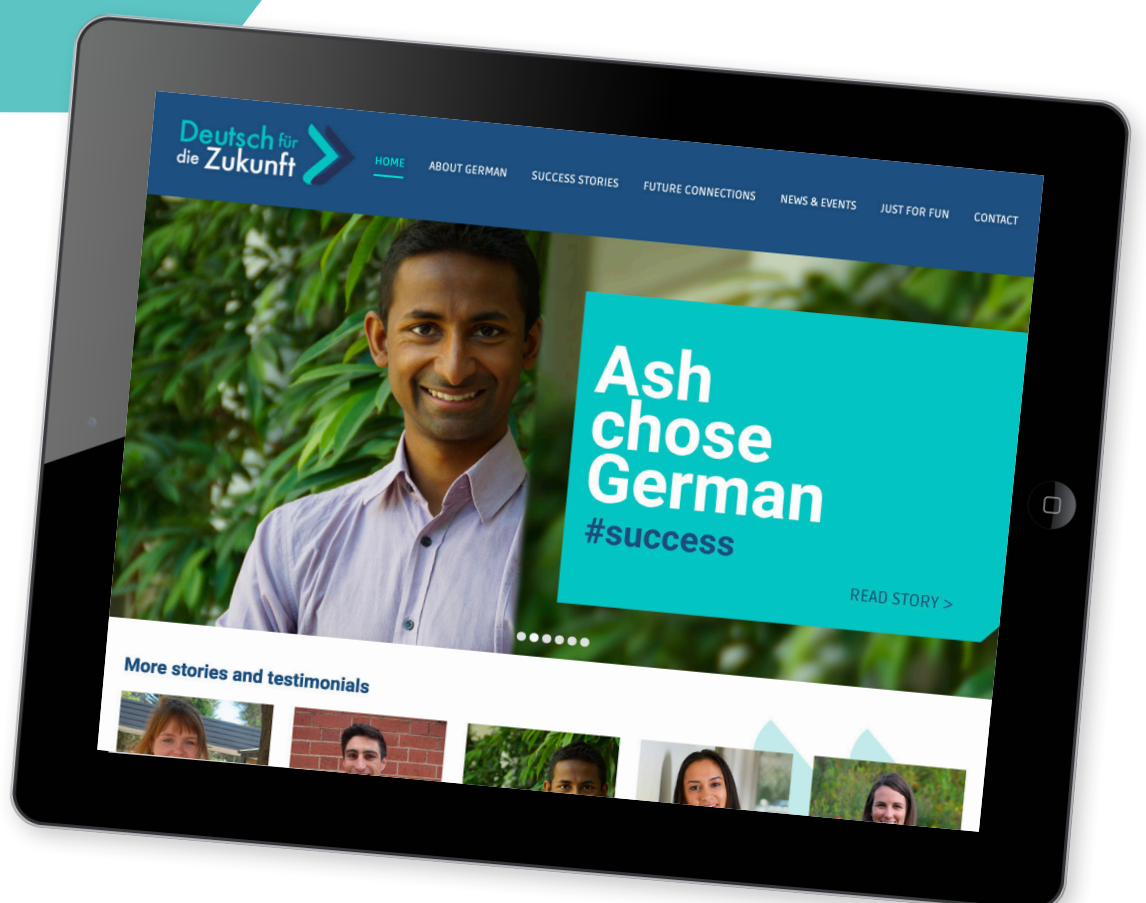 Deutsch für
die Zukunft
HOME ABOUT GERMAN SUCCESS STORIES FUTURE CONNECTIONS NEWS & EVENTS JUST FOR FUN CONTACT
Ash
chose
German
#success
READ STORY >
More stories and testimonials